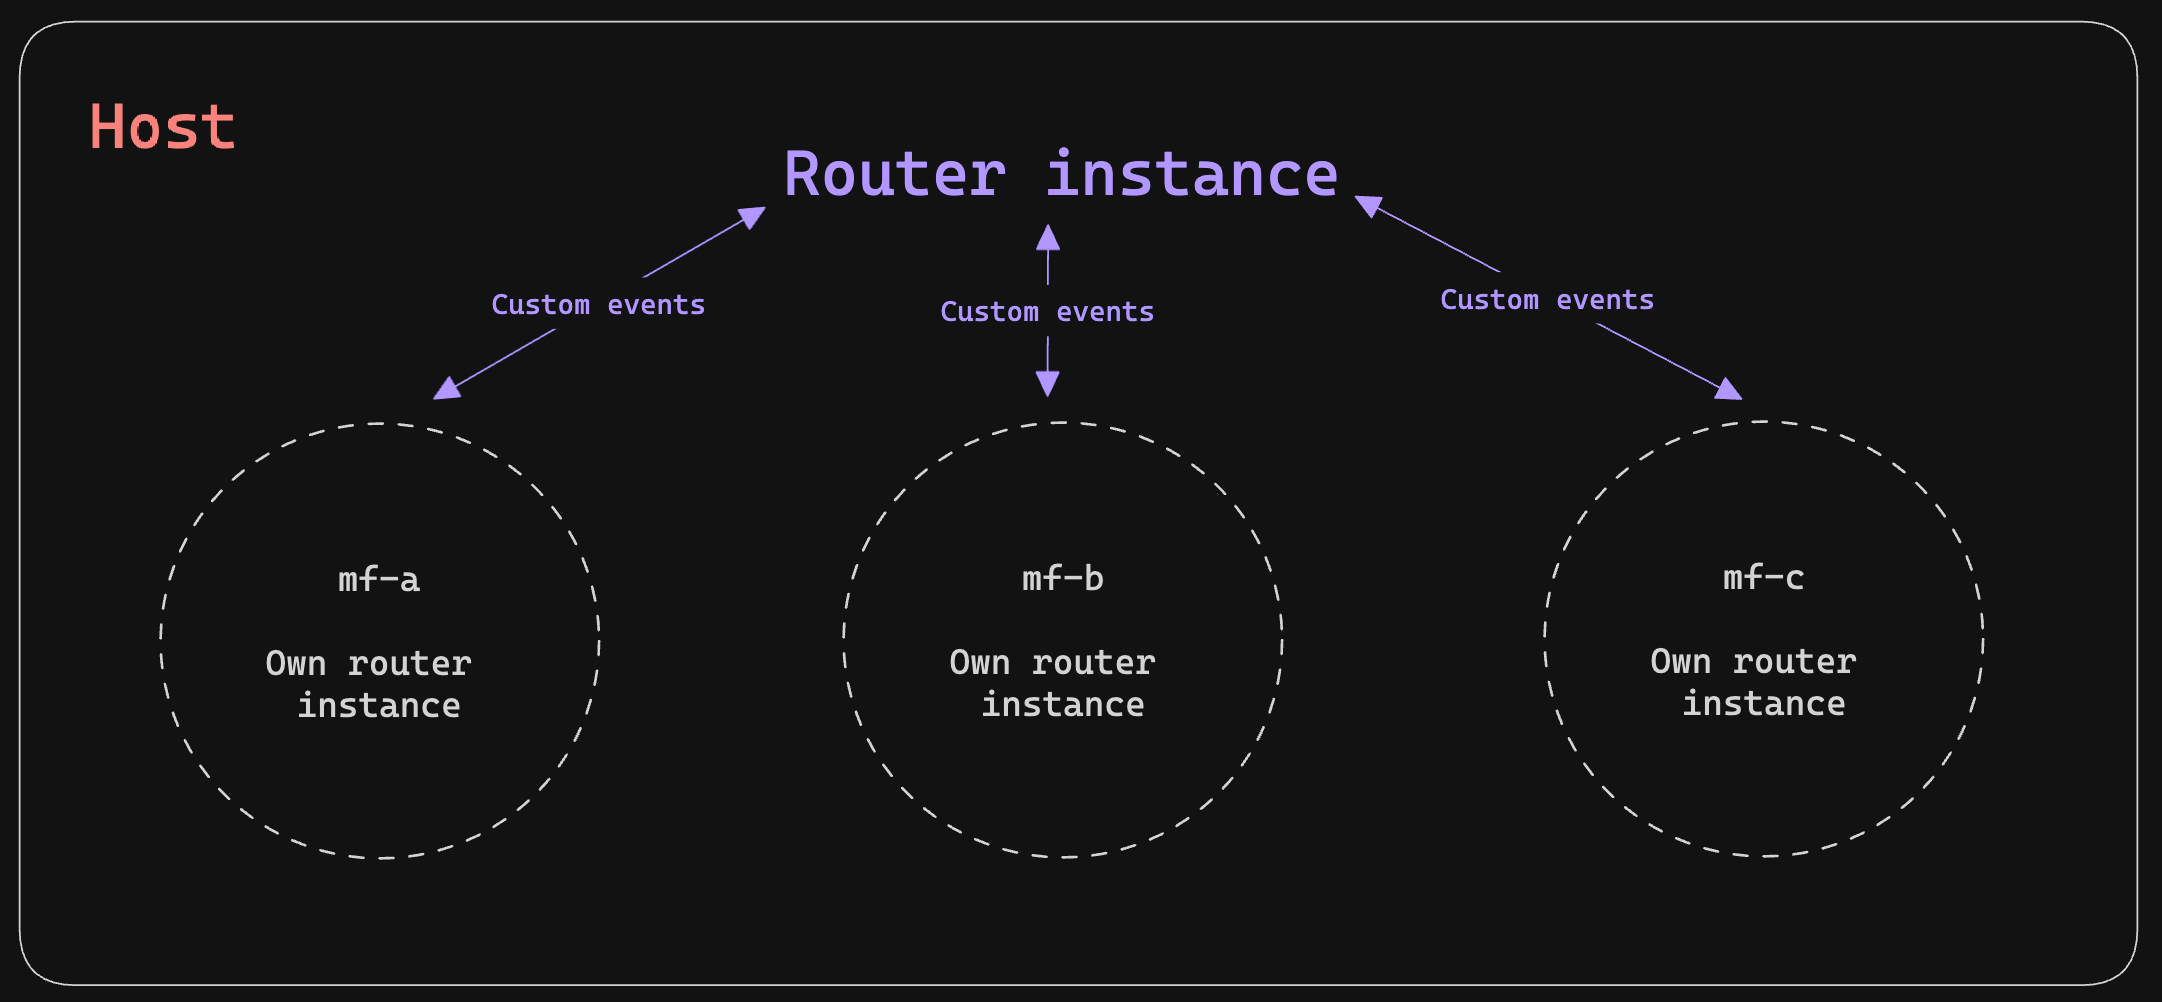 Host
Router instance
Custom events
Custom events
Custom events
mf-a
Own router
instance
mf-b
Own router
instance
mf-c
Own router
instance